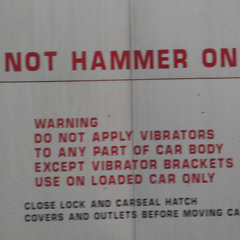 NOT HAMMER ON
WARNING
DO NOT APPLY VIBRATORS
TO ANY PART OF CAR BODY
EXCEPT VIBRATOR BRACKETS
USE ON LOADED CAR ONLY
CLOSE LOCK AND CARSEAL HATCH
COVERS AND OUTLETS BEFORE MOVING CA